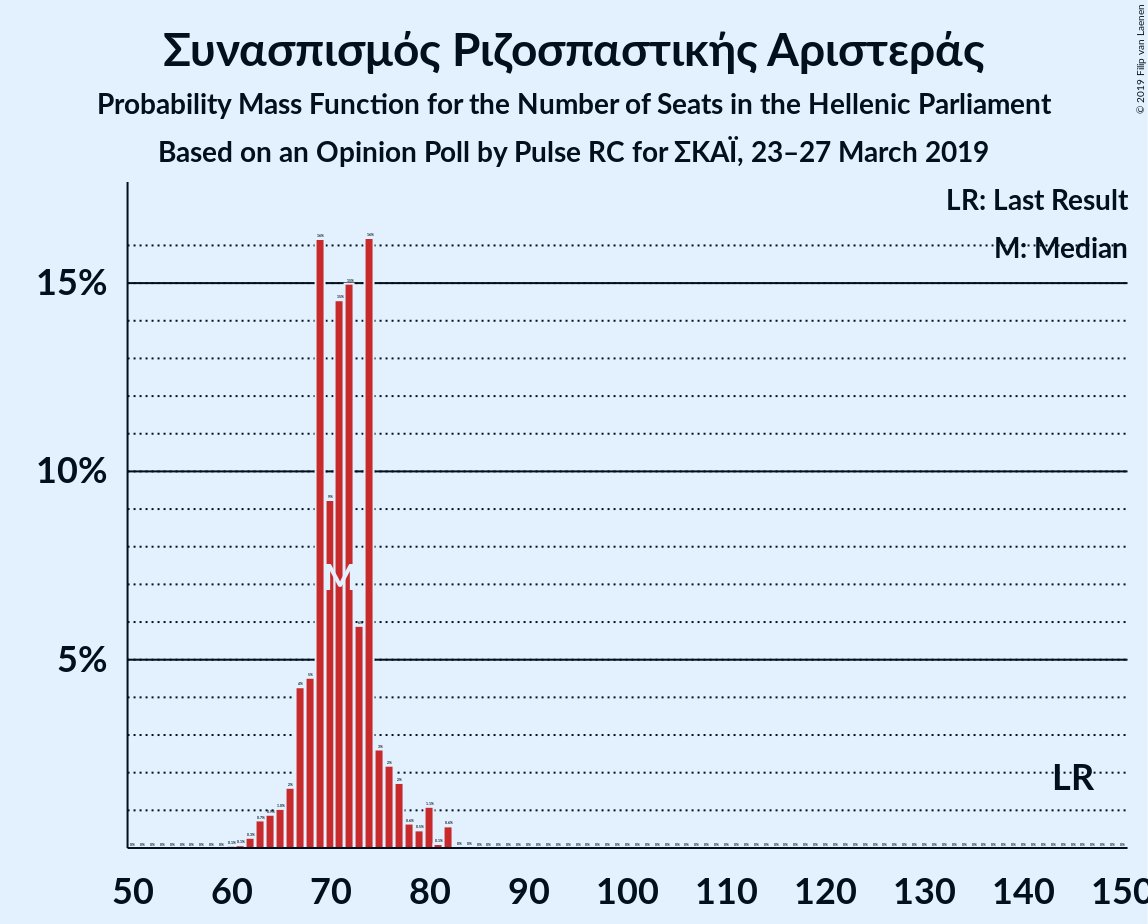 Συνασπισμός Ριζοσπαστικής Αριστεράς
Probability Mass Function for the Number of Seats in the Hellenic Parliament
Based on an Opinion Poll by Pulse RC for ΣΚΑΪ, 23–27 March 2019
© 2019 Filip van Laenen
LR: Last Result
M: Median
15%
10%
5%
M
LR
50 60 70 80 90 100 110 120 130 140 150